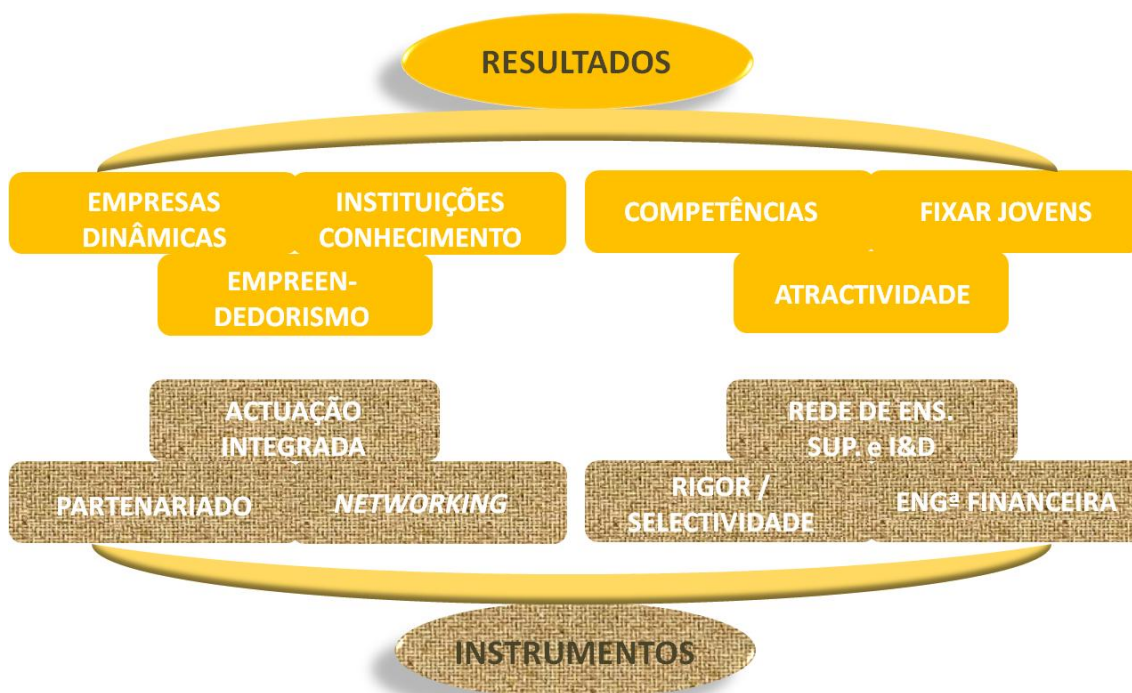 RESULTADOS
EMPRESAS
DINÂMICAS
INSTITUIÇÕES
CONHECIMENTO
EMPREEN-
DEDORISMO
COMPETÊNCIAS
FIXAR JOVENS
ATRACTIVIDADE
ACTUAÇÃO
INTEGRADA
PARTENARIADO
NETWORKING
REDE DE ENS.
SUP. e I&D
RIGOR /
SELECTIVIDADE
ENGª FINANCEIRA
INSTRUMENTOS